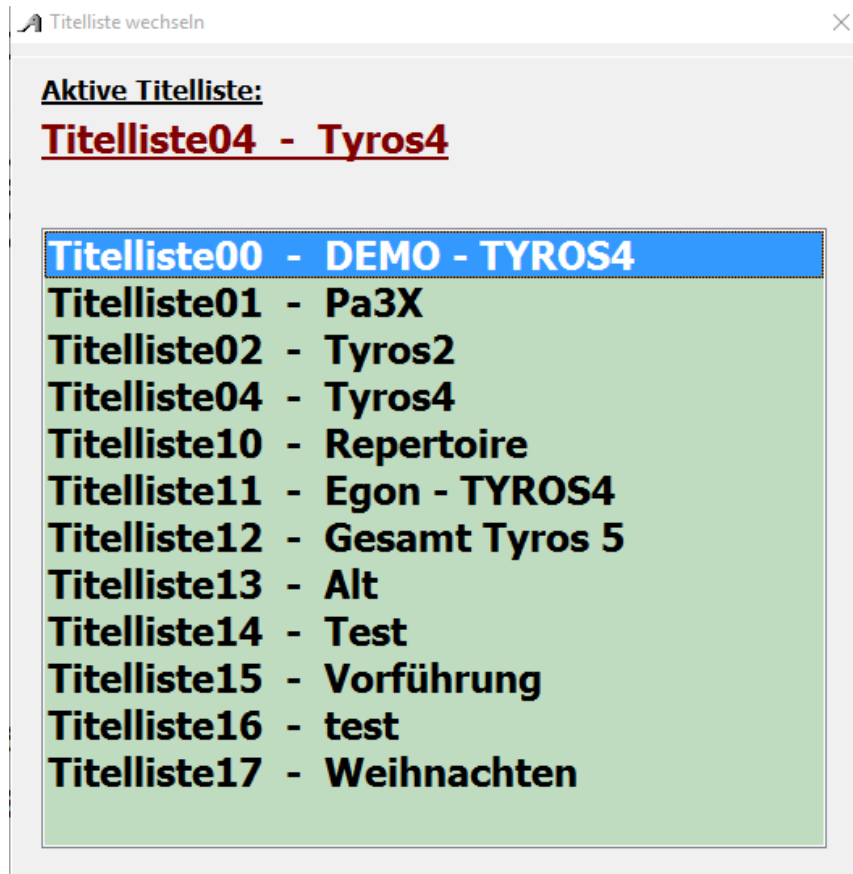 Titelliste wechseln
Aktive Titelliste:
Titelliste04 - Tyros4
Titelliste00 - DEMO - TYROS4
Titelliste01 - Pa3X
Titelliste02 - Tyros2
Titelliste04 - Tyros4
Titelliste10 - Repertoire
Titelliste11 - Egon - TYROS4
Titelliste12 - Gesamt Tyros 5
Titelliste13 - Alt
Titelliste14 - Test
Titelliste15 - Vorführung
Titelliste16 - test
Titelliste17 - Weihnachten